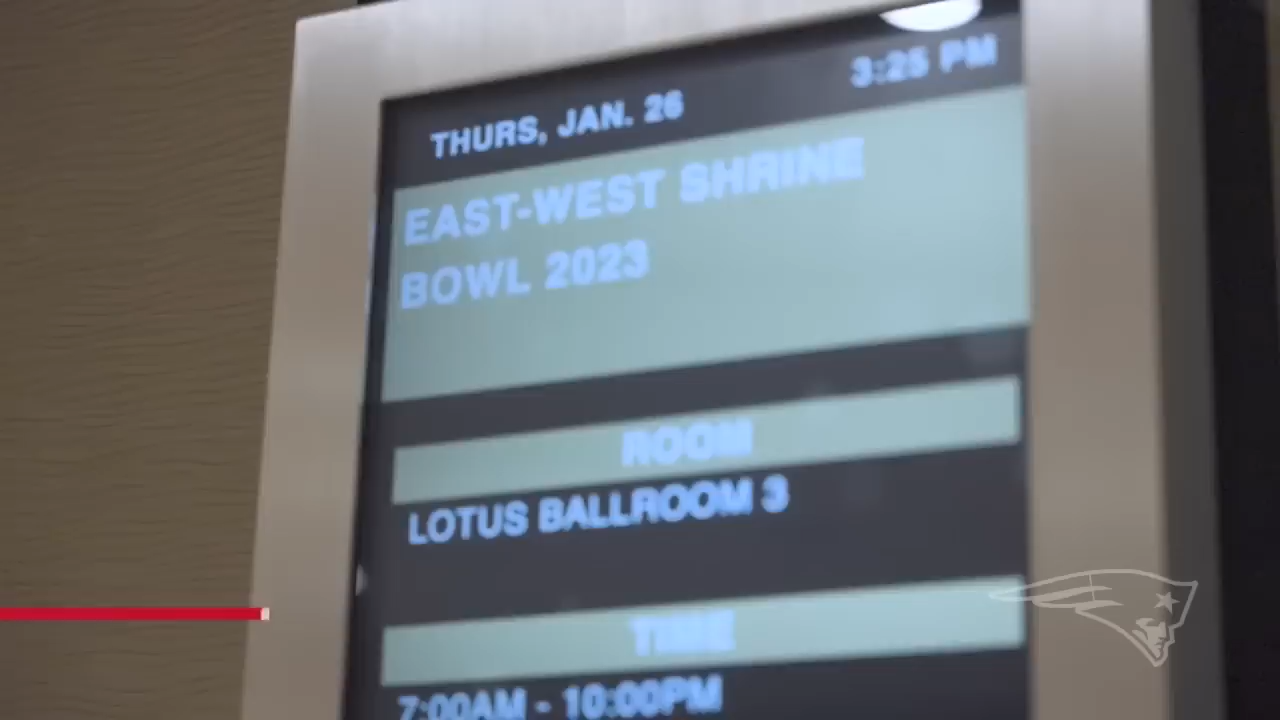 THURS, JAN. 26
3:25 PM
EAST-WEST SHRINE
BOWL 2023
ROOM
LOTUS BALLROOM 3
TIME
7:00AM - 10:00PM